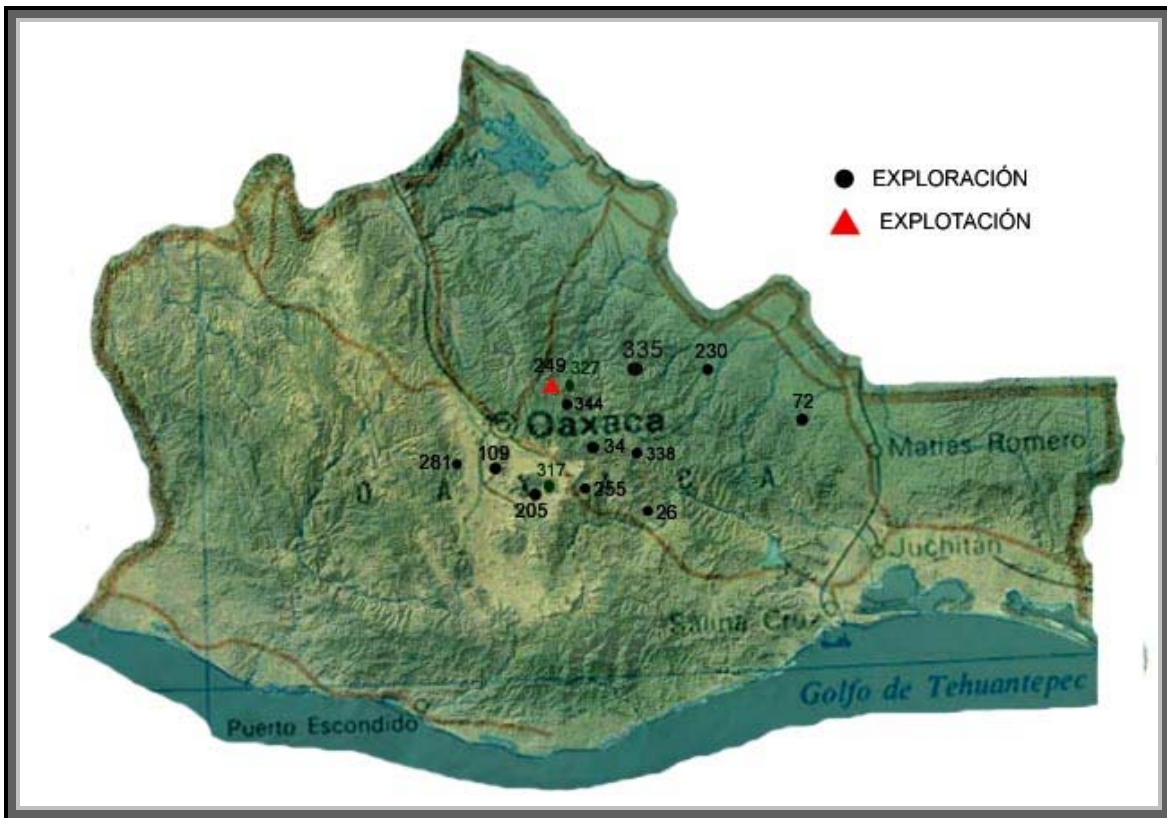 EXPLORACIÓN
EXPLOTACIÓN
335
230
249
327
344
72
Oaxaca
Matias Romero
34
338
281
109
317
255
O A X A C A
205
26
Juchitán
Salina Cruz
Golfo de Tehuantepec
Puerto Escondido